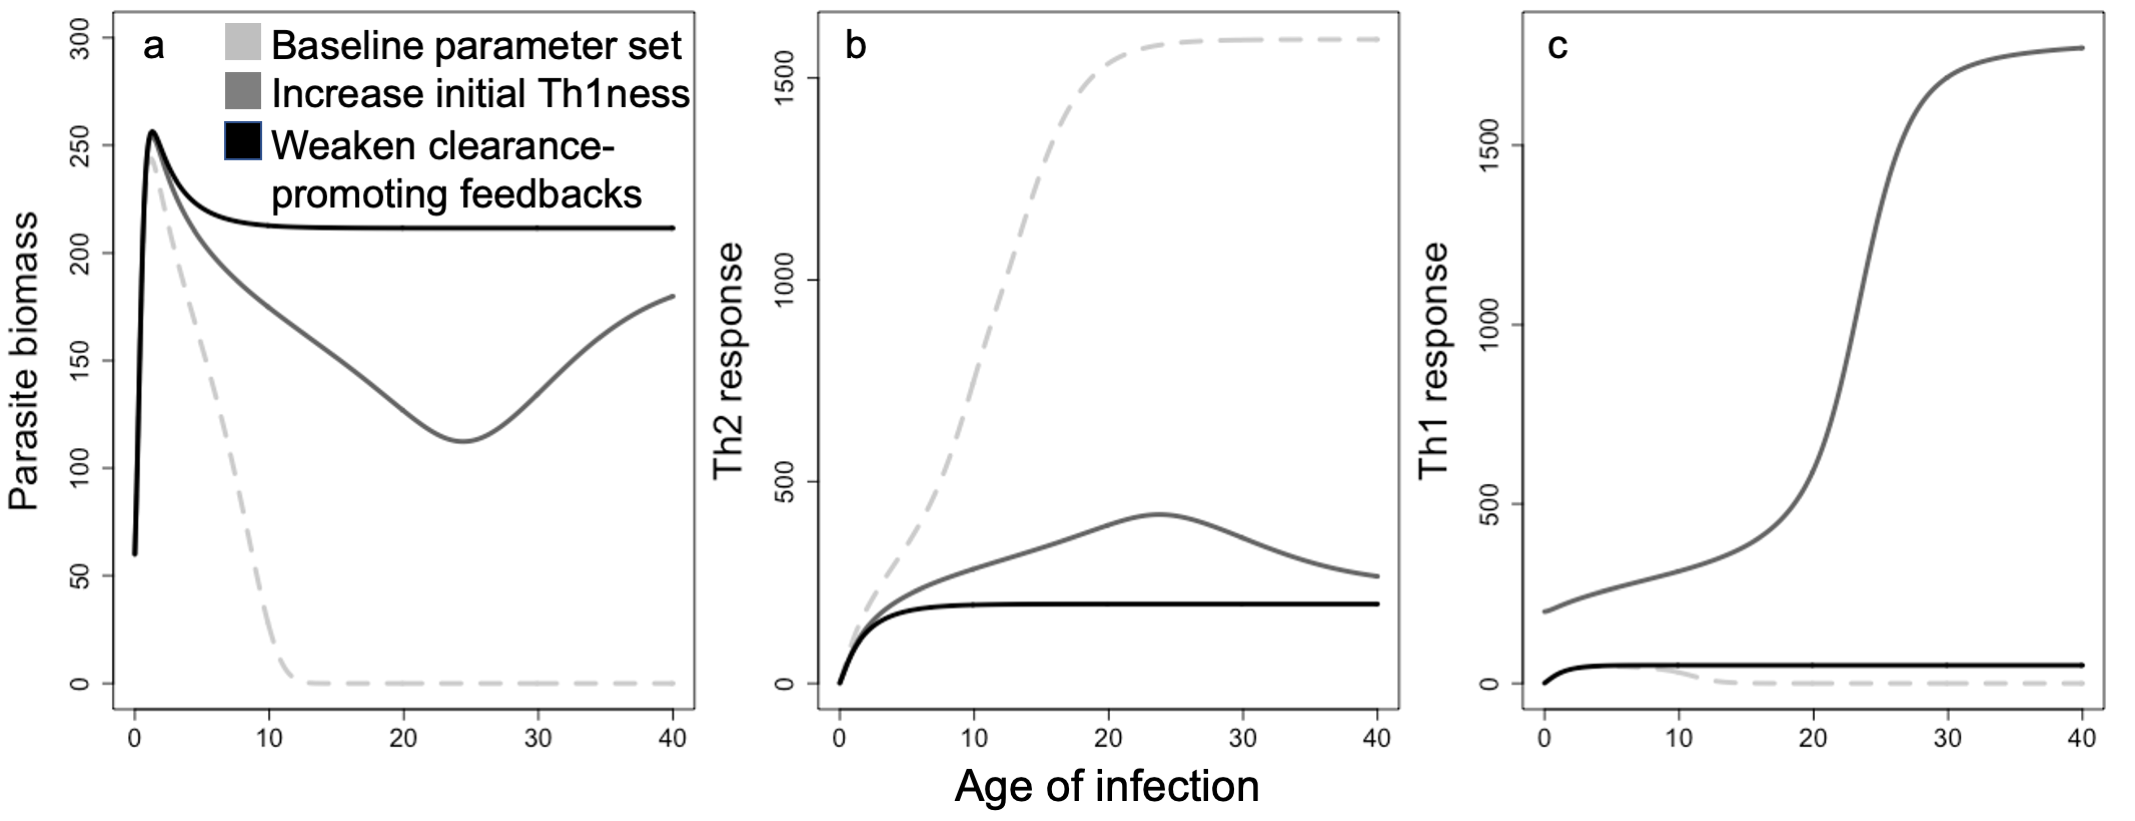 a
Baseline parameter set
Increase initial Th1ness
Weaken clearance-
promoting feedbacks
Parasite biomass
300
250
200
150
100
50
0
0 10 20 30 40
b
Th2 response
1500
1000
500
0
0 10 20 30 40
c
Th1 response
1500
1000
500
0
0 10 20 30 40
Age of infection